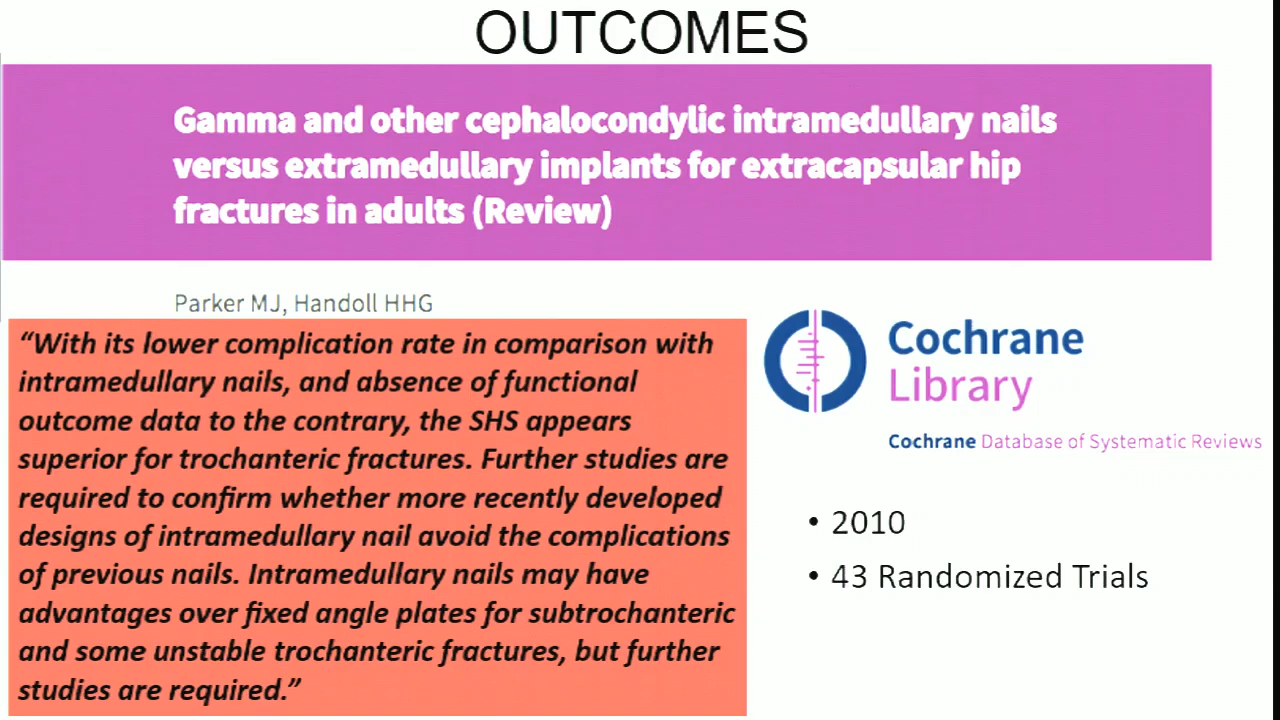 OUTCOMES
Gamma and other cephalocondylic intramedullary nails
versus extramedullary implants for extracapsular hip
fractures in adults (Review)
Parker MJ, Handoll HHG
“With its lower complication rate in comparison with
intramedullary nails, and absence of functional
outcome data to the contrary, the SHS appears
superior for trochanteric fractures. Further studies are
required to confirm whether more recently developed
designs of intramedullary nail avoid the complications
of previous nails. Intramedullary nails may have
advantages over fixed angle plates for subtrochanteric
and some unstable trochanteric fractures, but further
studies are required.”
Cochrane
Library
Cochrane Database of Systematic Reviews
• 2010
• 43 Randomized Trials